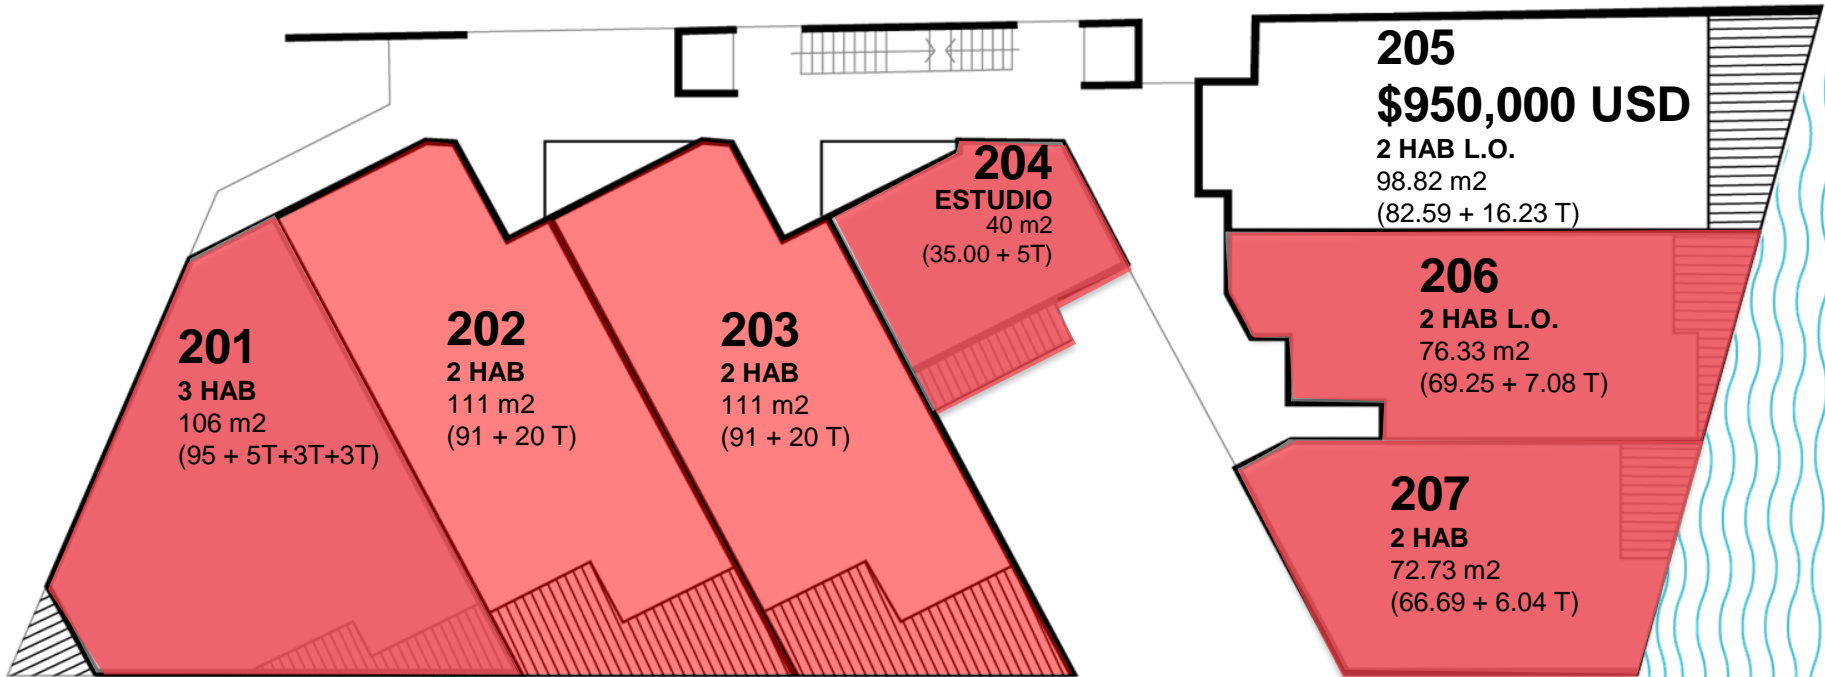 201
3 HAB
106 m2
(95 + 5T+3T+3T)
202
2 HAB
111 m2
(91 + 20 T)
203
2 HAB
111 m2
(91 + 20 T)
204
ESTUDIO
40 m2
(35.00 + 5T)
205
$950,000 USD
2 HAB L.O.
98.82 m2
(82.59 + 16.23 T)
206
2 HAB L.O.
76.33 m2
(69.25 + 7.08 T)
207
2 HAB
72.73 m2
(66.69 + 6.04 T)